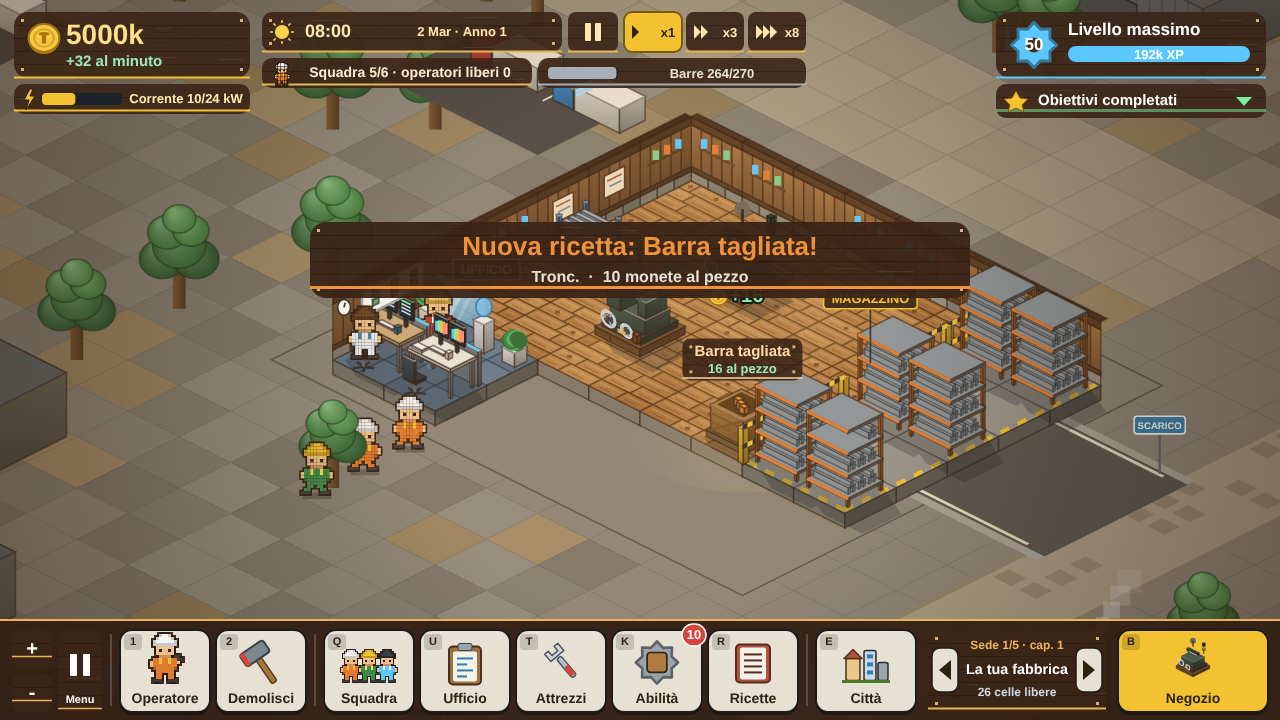 5000k
+32 al minuto
Corrente 10/24 kW
08:00
2 Mar · Anno 1
x1
x3
x8
Squadra 5/6 · operatori liberi 0
Barre 264/270
50
Livello massimo
192k XP
Obiettivi completati
Nuova ricetta: Barra tagliata!
Tronc. · 10 monete al pezzo
UFFICIO
+16
MAGAZZINO
Barra tagliata
16 al pezzo
SCARICO
+
-
Menu
1
Operatore
2
Demolisci
Q
Squadra
U
Ufficio
T
Attrezzi
K
10
Abilità
R
Ricette
E
Città
Sede 1/5 · cap. 1
La tua fabbrica
26 celle libere
B
Negozio